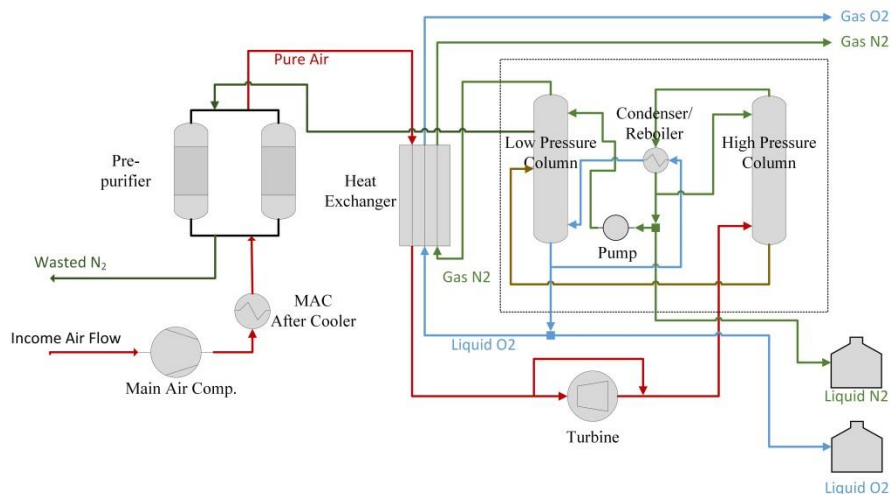 Gas O2
Gas N2
Pure Air
Condenser/
Reboiler
Low Pressure
Column
High Pressure
Column
Pre-
purifier
Heat
Exchanger
Pump
Wasted N₂
Gas N2
MAC
After Cooler
Income Air Flow
Liquid O2
Main Air Comp.
Liquid N2
Turbine
Liquid O2